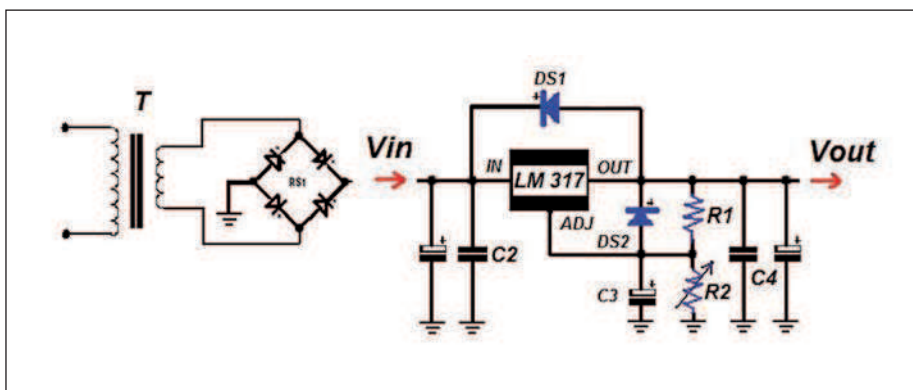 T
RS1
Vin
DS1
IN
LM 317
OUT
ADJ
DS2
R1
Vout
C2
C3
R2
C4